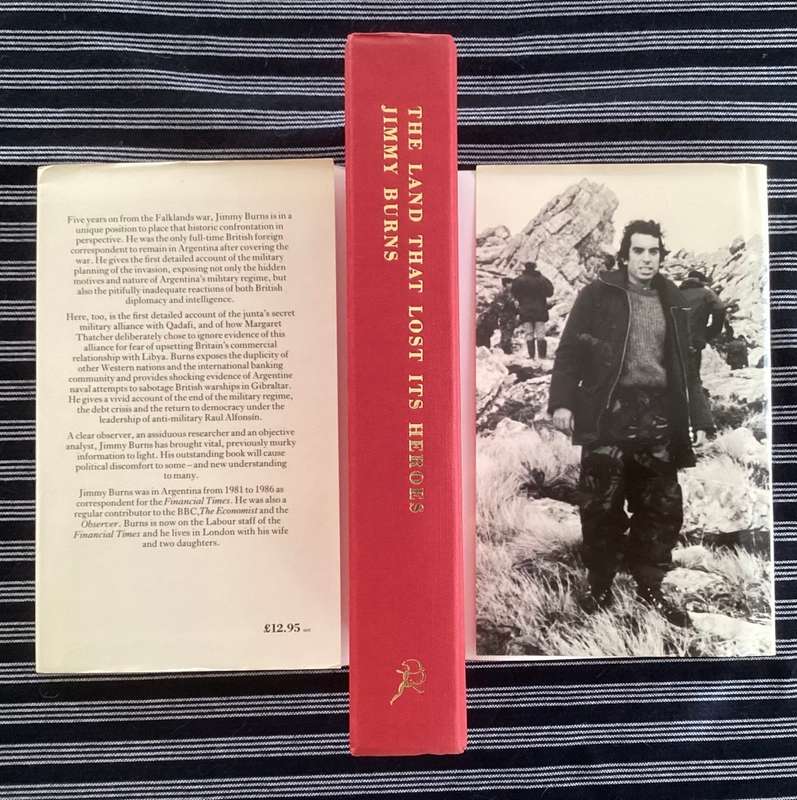 Five years on from the Falklands war, Jimmy Burns is in a
unique position to place that historic confrontation in
perspective. He was the only full-time British foreign
correspondent to remain in Argentina after covering the
war. He gives the first detailed account of the military
planning of the invasion, exposing not only the hidden
motives and nature of Argentina's military regime, but
also the pitifully inadequate reactions of both British
diplomacy and intelligence.
Here, too, is the first detailed account of the junta's secret
military alliance with Qadafi, and of how Margaret
Thatcher deliberately chose to ignore evidence of this
alliance for fear of upsetting Britain's commercial
relationship with Libya. Burns exposes the duplicity of
other Western nations and the international banking
community and provides shocking evidence of Argentine
naval attempts to sabotage British warships in Gibraltar.
He gives a vivid account of the end of the military regime,
the debt crisis and the return to democracy under the
leadership of anti-military Raul Alfonsín.
A clear observer, an assiduous researcher and an objective
analyst, Jimmy Burns has brought vital, previously murky
information to light. His outstanding book will cause
political discomfort to some—and new understanding
to many.
Jimmy Burns was in Argentina from 1981 to 1986 as
correspondent for the Financial Times. He was also a
regular contributor to the BBC, The Economist and the
Observer. Burns is now on the Labour staff of the
Financial Times and he lives in London with his wife
and two daughters.
£12.95 net
THE LAND THAT LOST ITS HEROES
JIMMY BURNS